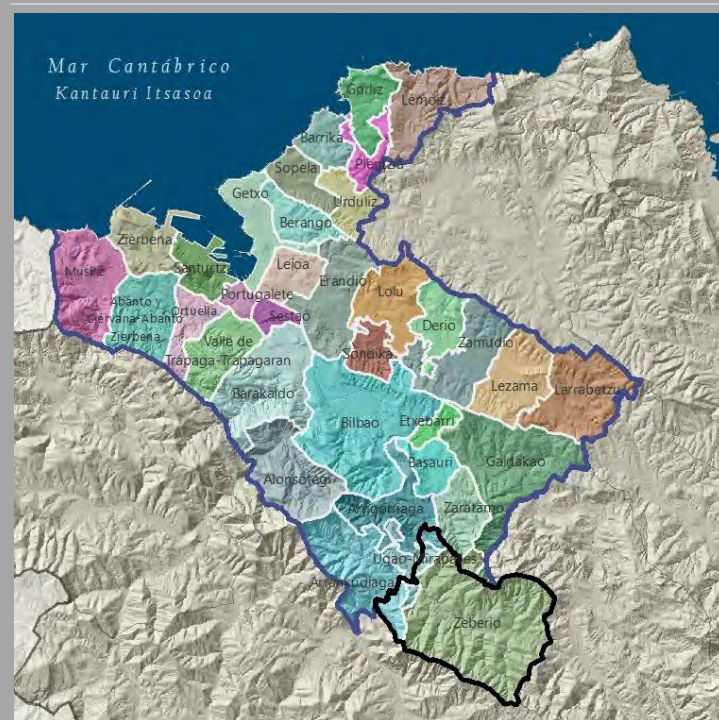 Mar Cantábrico
Kantauri Itsasoa
Gorliz
Lemoiz
Barrika
Plentzia
Sopela
Getxo
Urduliz
Berango
Zierbena
Muskiz
Santurtzi
Leioa
Erandio
Loiu
Abanto y
Ciérvana-Abanto
Zierbena
Ortuella
Portugalete
Sestao
Derio
Zamudio
Valle de
Trápaga-Trapagaran
Sondika
Lezama
Larrabetzu
Barakaldo
Bilbao
Etxebarri
Basauri
Galdakao
Alonsotegi
Arrigorriaga
Zaratamo
Ugao-Miraballes
Arrankudiaga
Zeberio